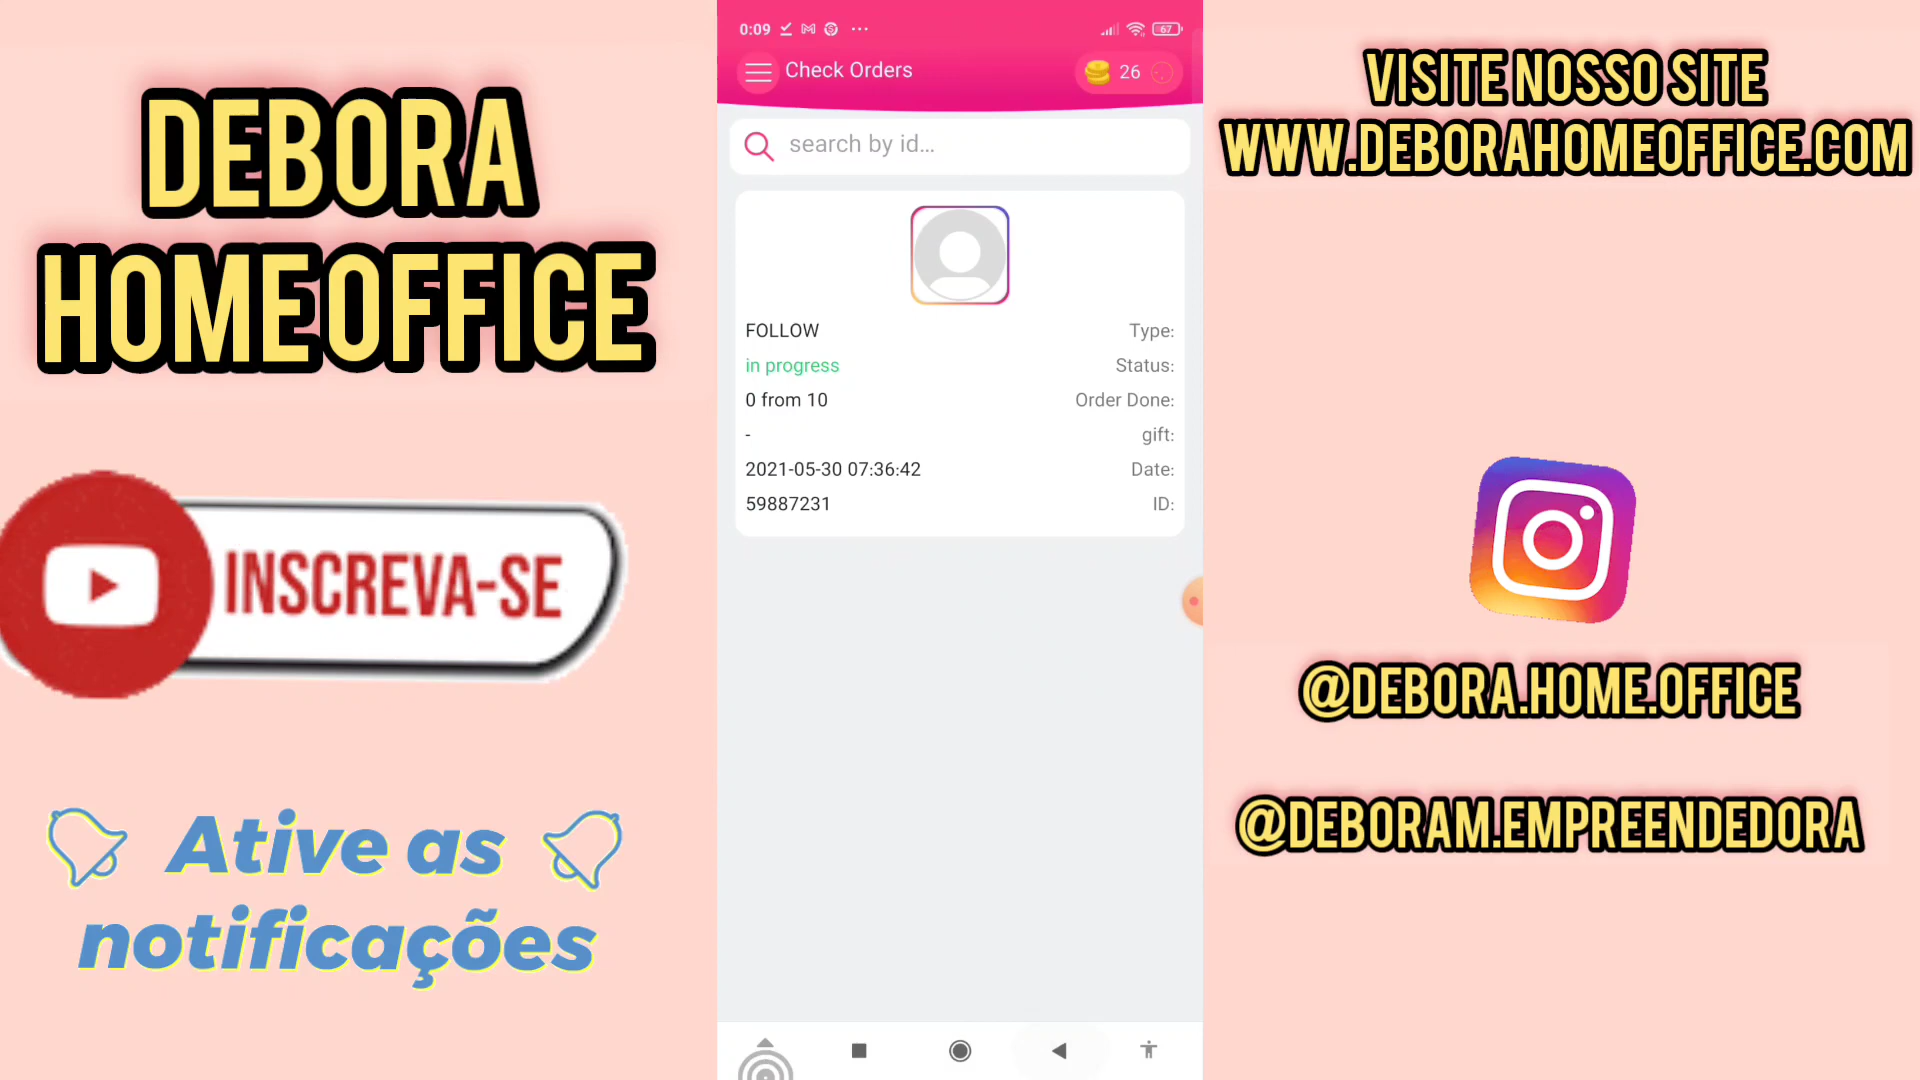 DEBORA
HOME OFFICE
INSCREVA-SE
Ative as
notificações
0:09
67
Check Orders
26
search by id...
FOLLOW Type:
in progress Status:
0 from 10 Order Done:
- gift:
2021-05-30 07:36:42 Date:
59887231 ID:
VISITE NOSSO SITE
WWW.DEBORAHOMEOFFICE.COM
@DEBORA.HOME.OFFICE
@DEBORAM.EMPREENDEDORA